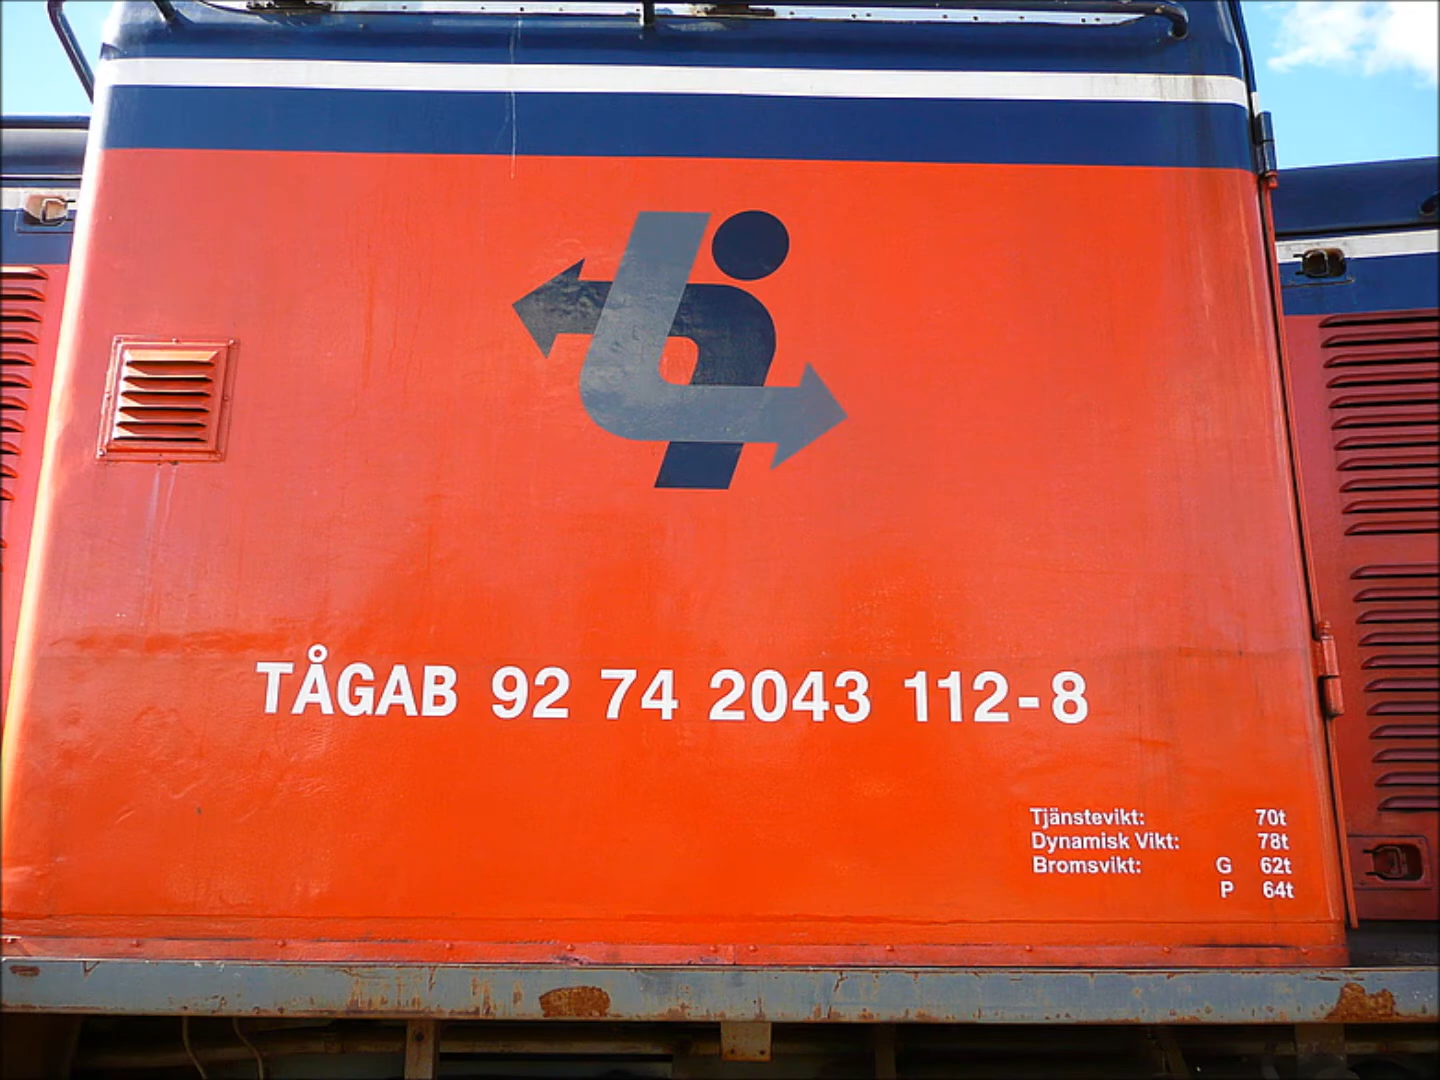 TÅGAB 92 74 2043 112-8
Tjänstevikt: 70t
Dynamisk Vikt: 78t
Bromsvikt: G 62t
P 64t